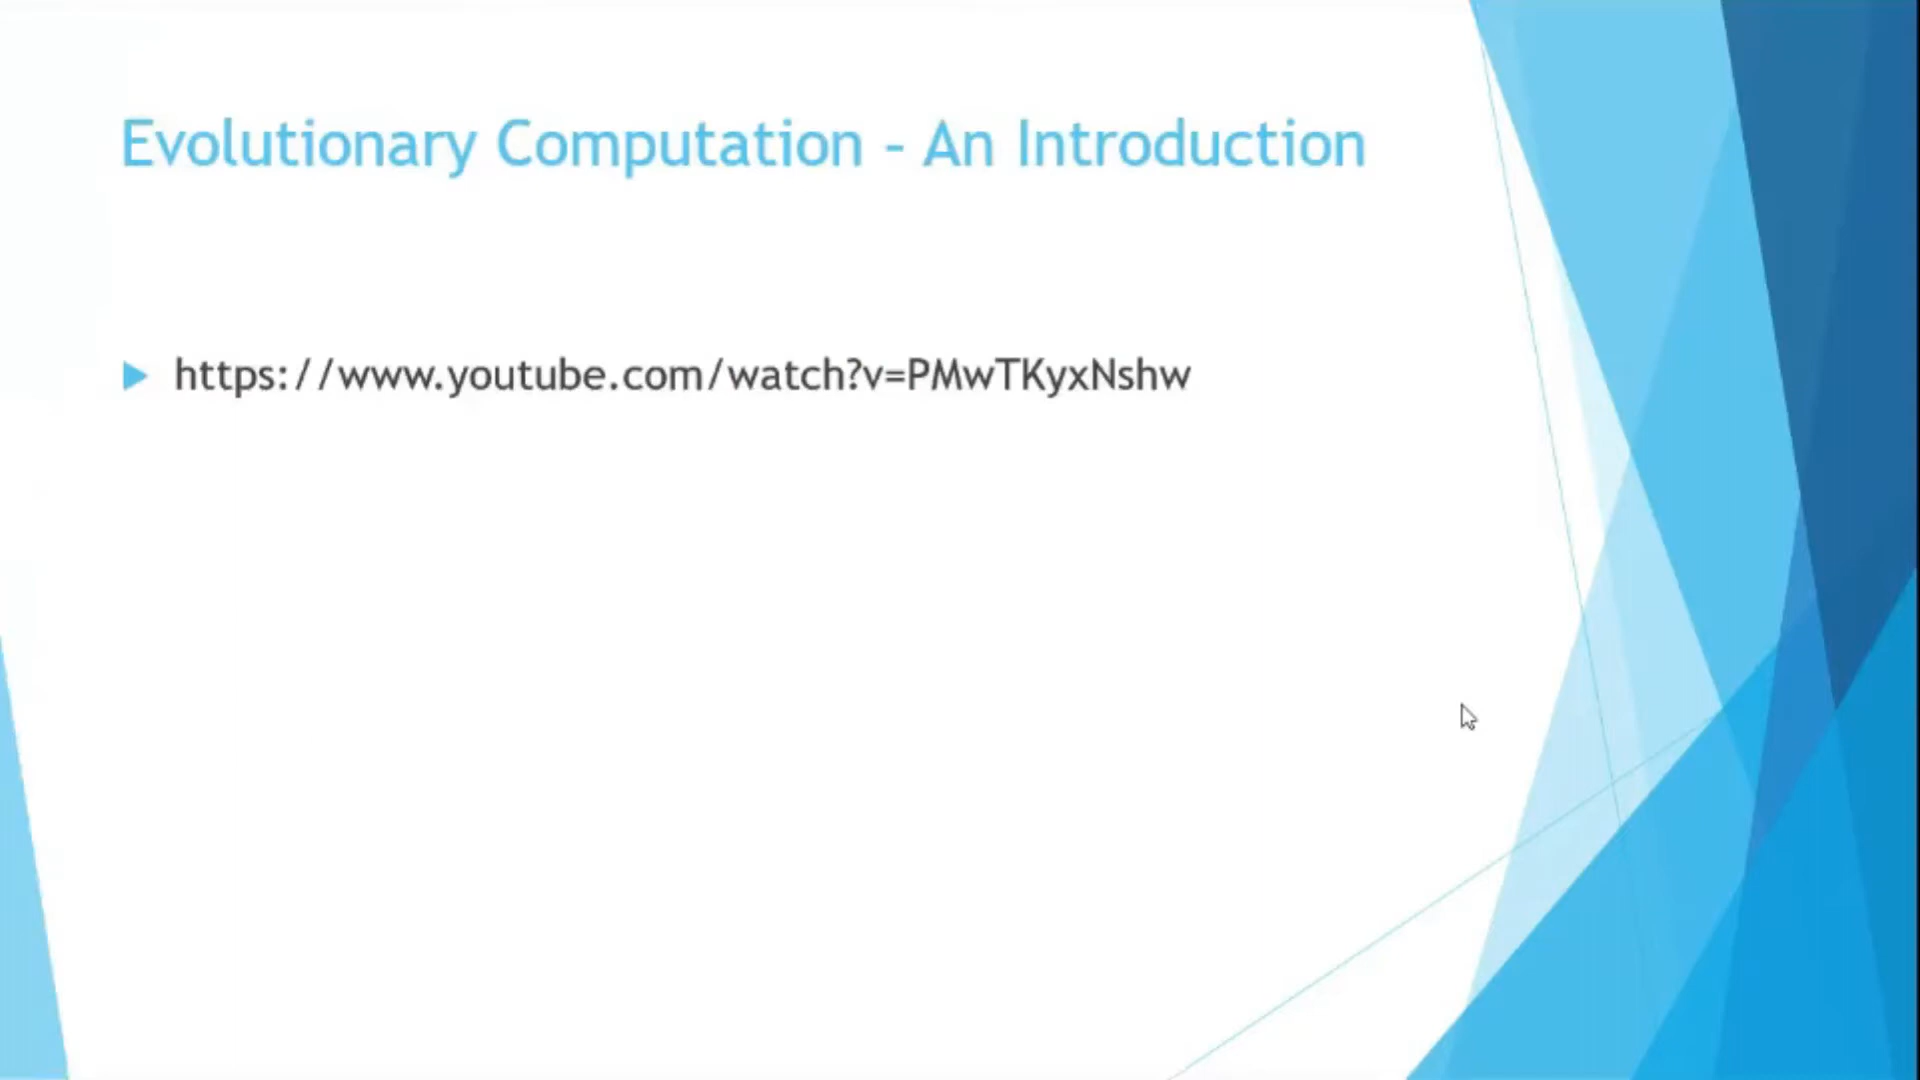 Evolutionary Computation – An Introduction
https://www.youtube.com/watch?v=PMwTKyxNshw